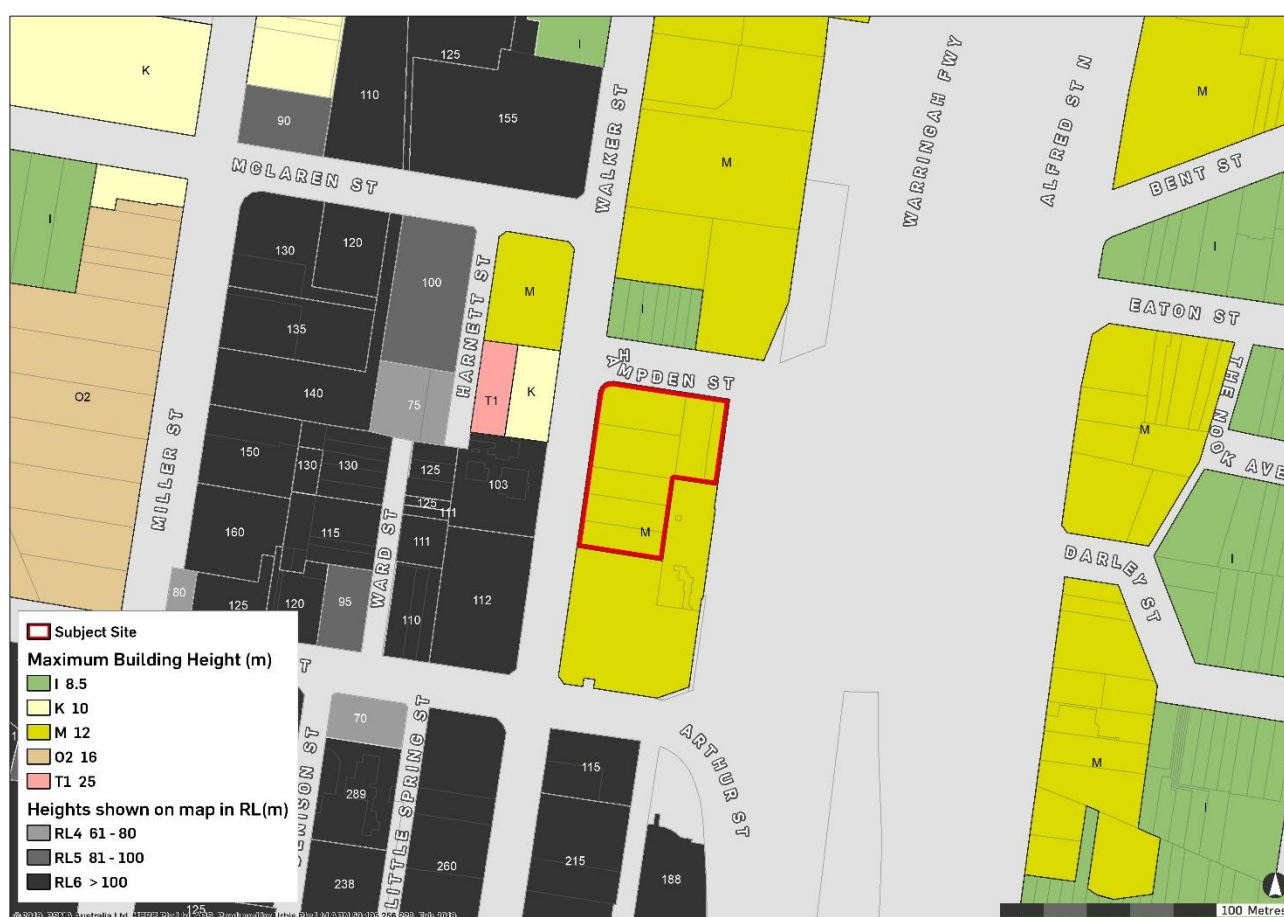 125
I
K
110
155
90
M
M
WALKER ST
WARRINGAH FWY
ALFRED ST N
BENT ST
MCLAREN ST
I
130
120
100
HARNETT ST
M
I
I
EATON ST
135
HAMPDEN ST
THE NOOK AVE
O2
140
75
T1
K
M
MILLER ST
150
130
130
125
103
125
111
160
115
111
M
I
WARD ST
DARLEY ST
80
125
120
95
110
112
Subject Site
Maximum Building Height (m)
I 8.5
K 10
M 12
O2 16
T1 25
Heights shown on map in RL(m)
RL4 61 - 80
RL5 81 - 100
RL6 > 100
70
LITTLE SPRING ST
ARTHUR ST
115
289
M
I
238
260
215
188
125
100 Metres